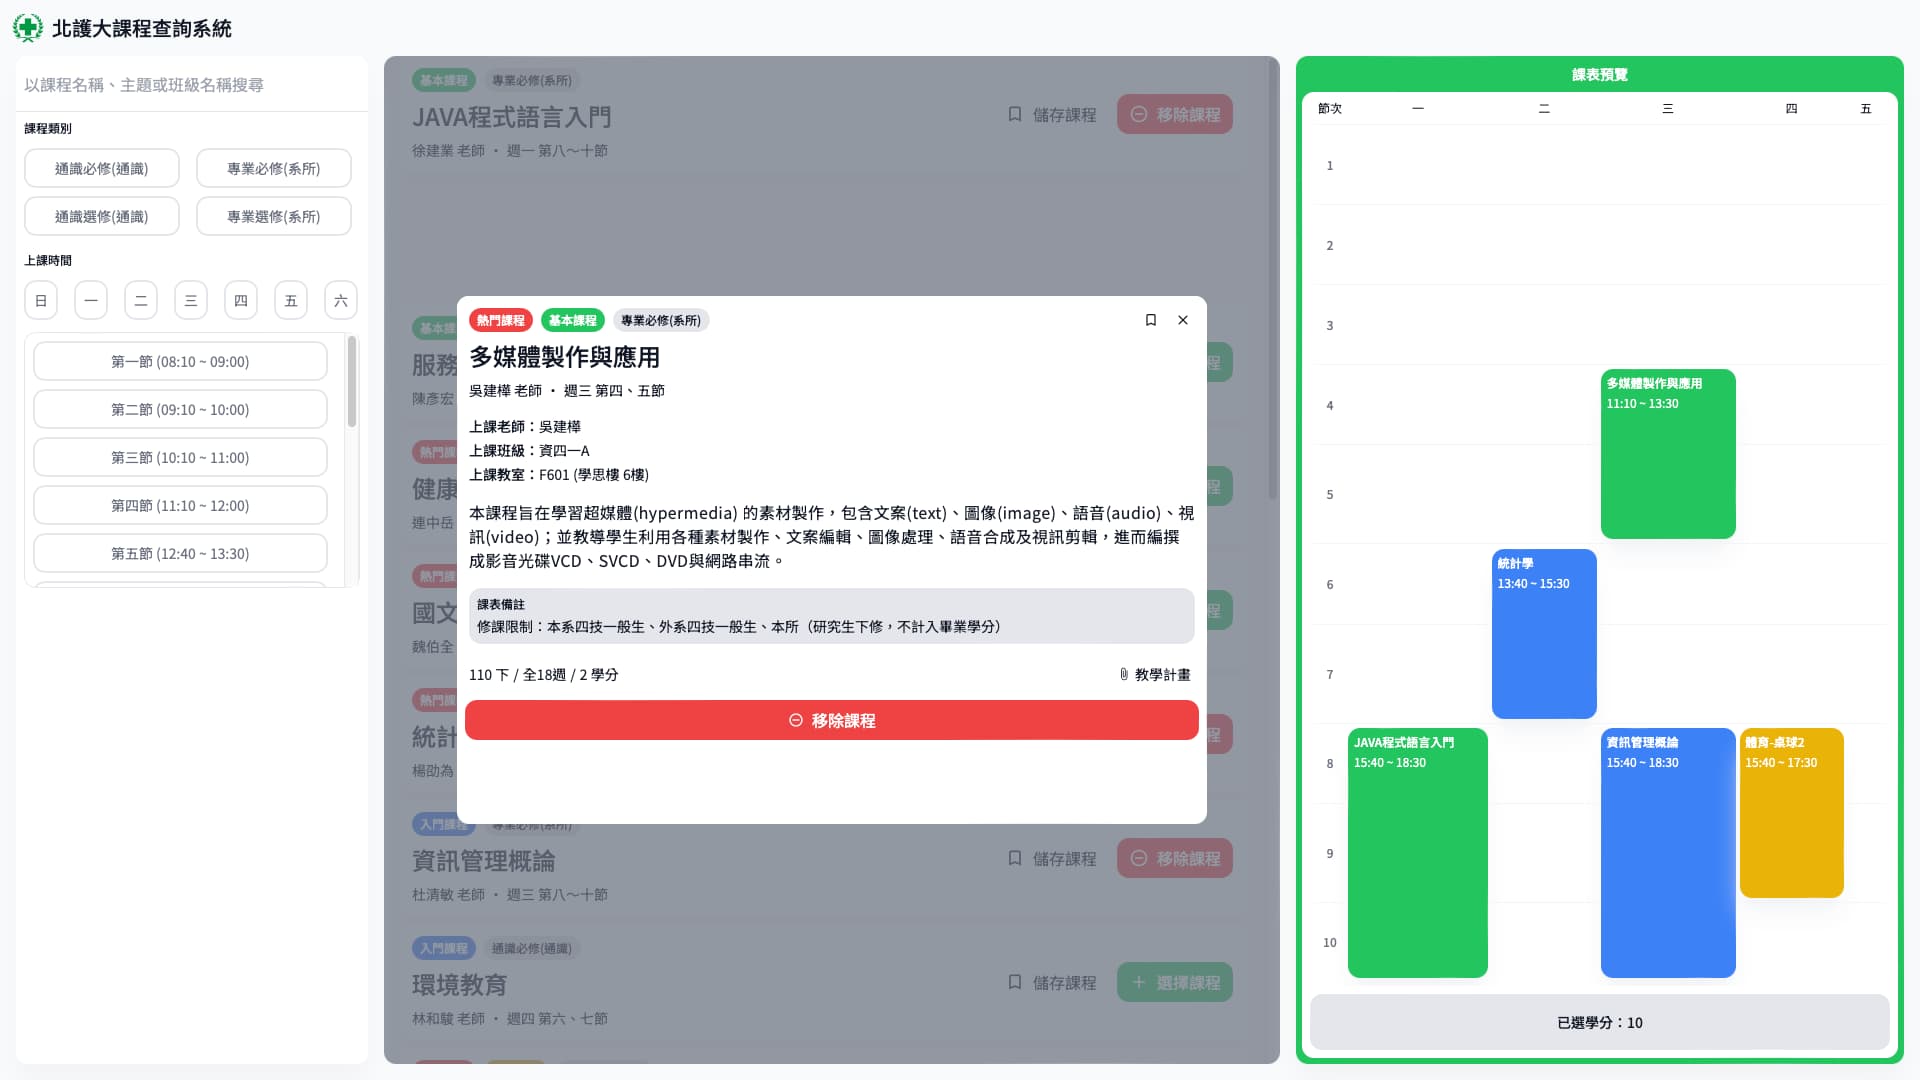 北護大課程查詢系統
以課程名稱、主題或班級名稱搜尋
課程類別
通識必修(通識)
專業必修(系所)
通識選修(通識)
專業選修(系所)
上課時間
日 一 二 三 四 五 六
第一節 (08:10 ~ 09:00)
第二節 (09:10 ~ 10:00)
第三節 (10:10 ~ 11:00)
第四節 (11:10 ~ 12:00)
第五節 (12:40 ~ 13:30)
基本課程 專業必修(系所)
JAVA程式語言入門
儲存課程 移除課程
徐建業 老師 ・ 週一 第八～十節
基本課
服務
程
陳彥宏
熱門課
健康
程
連中岳
熱門課
國文
程
魏伯全
熱門課
統計
程
楊劭為
熱門課程 基本課程 專業必修(系所)
多媒體製作與應用
吳建樺 老師 ・ 週三 第四、五節
上課老師：吳建樺
上課班級：資四一A
上課教室：F601 (學思樓 6樓)
本課程旨在學習超媒體(hypermedia) 的素材製作，包含文案(text)、圖像(image)、語音(audio)、視
訊(video)；並教導學生利用各種素材製作、文案編輯、圖像處理、語音合成及視訊剪輯，進而編撰
成影音光碟VCD、SVCD、DVD與網路串流。
課表備註
修課限制：本系四技一般生、外系四技一般生、本所（研究生下修，不計入畢業學分）
110 下 / 全18週 / 2 學分
教學計畫
移除課程
入門課程 專業必修(系所)
資訊管理概論
儲存課程 移除課程
杜清敏 老師 ・ 週三 第八～十節
入門課程 通識必修(通識)
環境教育
儲存課程 選擇課程
林和駿 老師 ・ 週四 第六、七節
課表預覽
節次 一 二 三 四 五
1
2
3
4
多媒體製作與應用
11:10 ~ 13:30
5
6
統計學
13:40 ~ 15:30
7
8
JAVA程式語言入門
15:40 ~ 18:30
資訊管理概論
15:40 ~ 18:30
體育-桌球2
15:40 ~ 17:30
9
10
已選學分：10